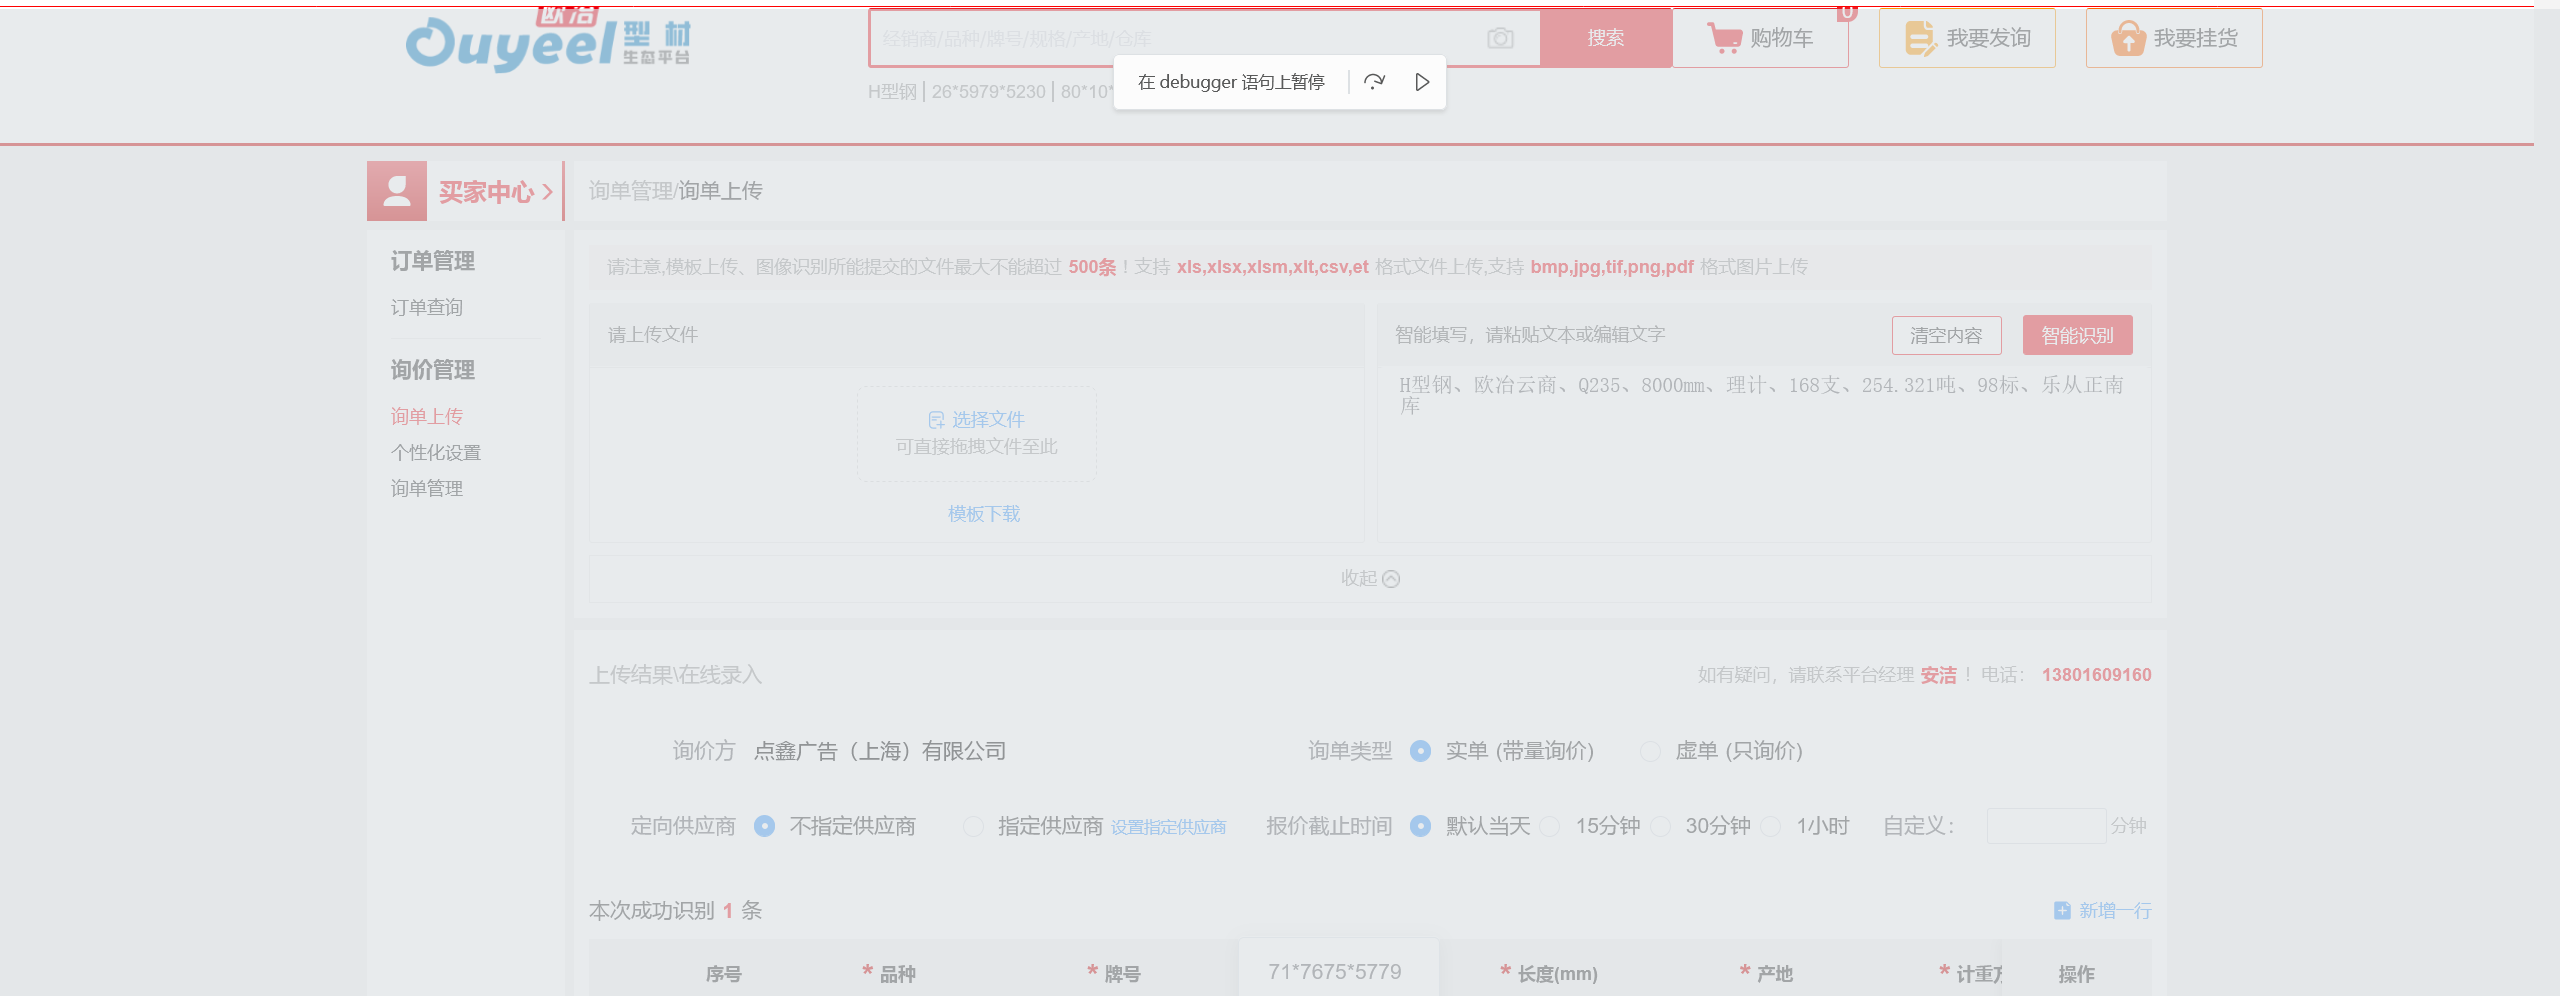 欧冶
Ouyeel 型材
生态平台
经销商/品种/牌号/规格/产地/仓库
搜索
0
购物车
我要发询
我要挂货
在 debugger 语句上暂停
H型钢 | 26*5979*5230 | 80*10*
买家中心
询单管理/询单上传
订单管理
订单查询
询价管理
询单上传
个性化设置
询单管理
请注意,模板上传、图像识别所能提交的文件最大不能超过 500条 ! 支持 xls,xlsx,xlsm,xlt,csv,et 格式文件上传,支持 bmp,jpg,tif,png,pdf 格式图片上传
请上传文件
选择文件
可直接拖拽文件至此
模板下载
智能填写，请粘贴文本或编辑文字
清空内容
智能识别
H型钢、欧冶云商、Q235、8000mm、理计、168支、254.321吨、98标、乐从正南
库
收起
上传结果\在线录入
如有疑问，请联系平台经理 安洁 ! 电话： 13801609160
询价方 点鑫广告（上海）有限公司
询单类型 实单 (带量询价) 虚单 (只询价)
定向供应商 不指定供应商 指定供应商 设置指定供应商
报价截止时间 默认当天 15分钟 30分钟 1小时 自定义： 分钟
本次成功识别 1 条
新增一行
序号 * 品种 * 牌号 71*7675*5779 * 长度(mm) * 产地 * 计重 操作